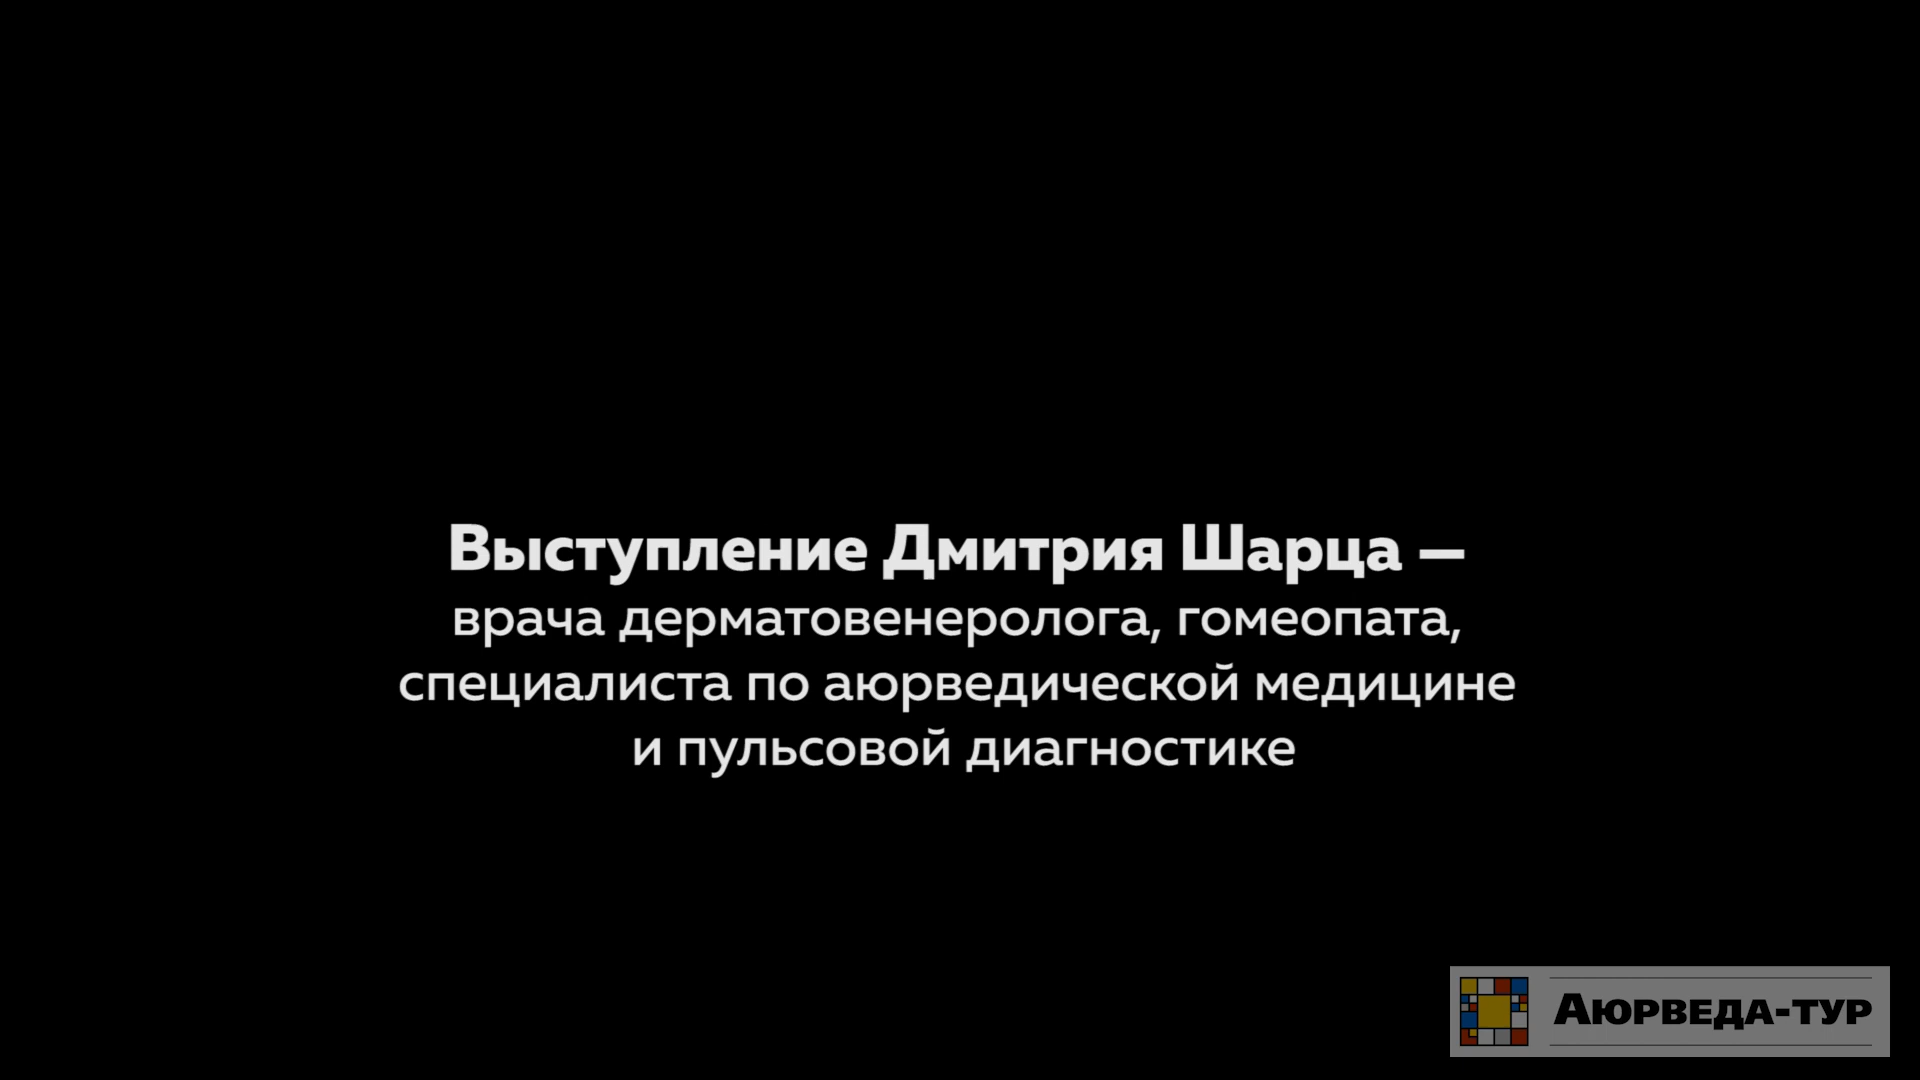 Выступление Дмитрия Шарца —
врача дерматовенеролога, гомеопата,
специалиста по аюрведической медицине
и пульсовой диагностике
Аюрведа-тур